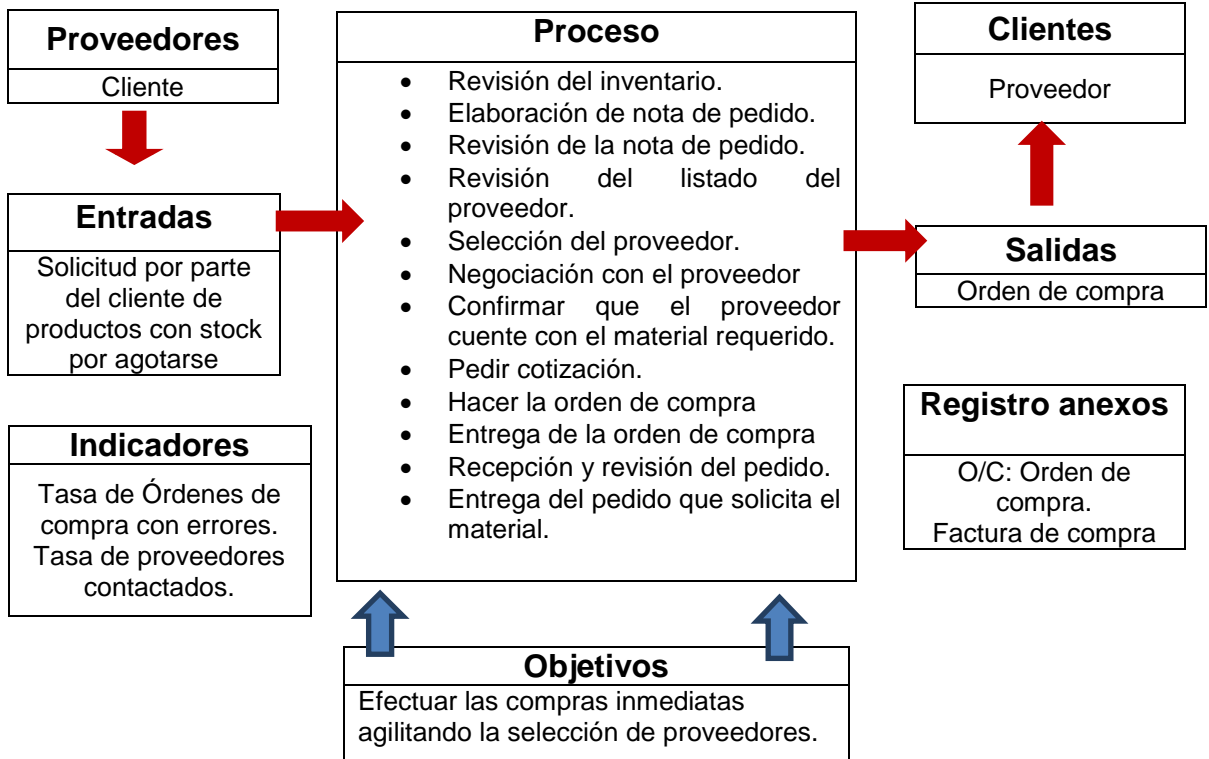 Proveedores
Cliente
Entradas
Solicitud por parte
del cliente de
productos con stock
por agotarse
Indicadores
Tasa de Órdenes de
compra con errores.
Tasa de proveedores
contactados.
Proceso
• Revisión del inventario.
• Elaboración de nota de pedido.
• Revisión de la nota de pedido.
• Revisión del listado del
proveedor.
• Selección del proveedor.
• Negociación con el proveedor
• Confirmar que el proveedor
cuente con el material requerido.
• Pedir cotización.
• Hacer la orden de compra
• Entrega de la orden de compra
• Recepción y revisión del pedido.
• Entrega del pedido que solicita el
material.
Objetivos
Efectuar las compras inmediatas
agilitando la selección de proveedores.
Clientes
Proveedor
Salidas
Orden de compra
Registro anexos
O/C: Orden de
compra.
Factura de compra